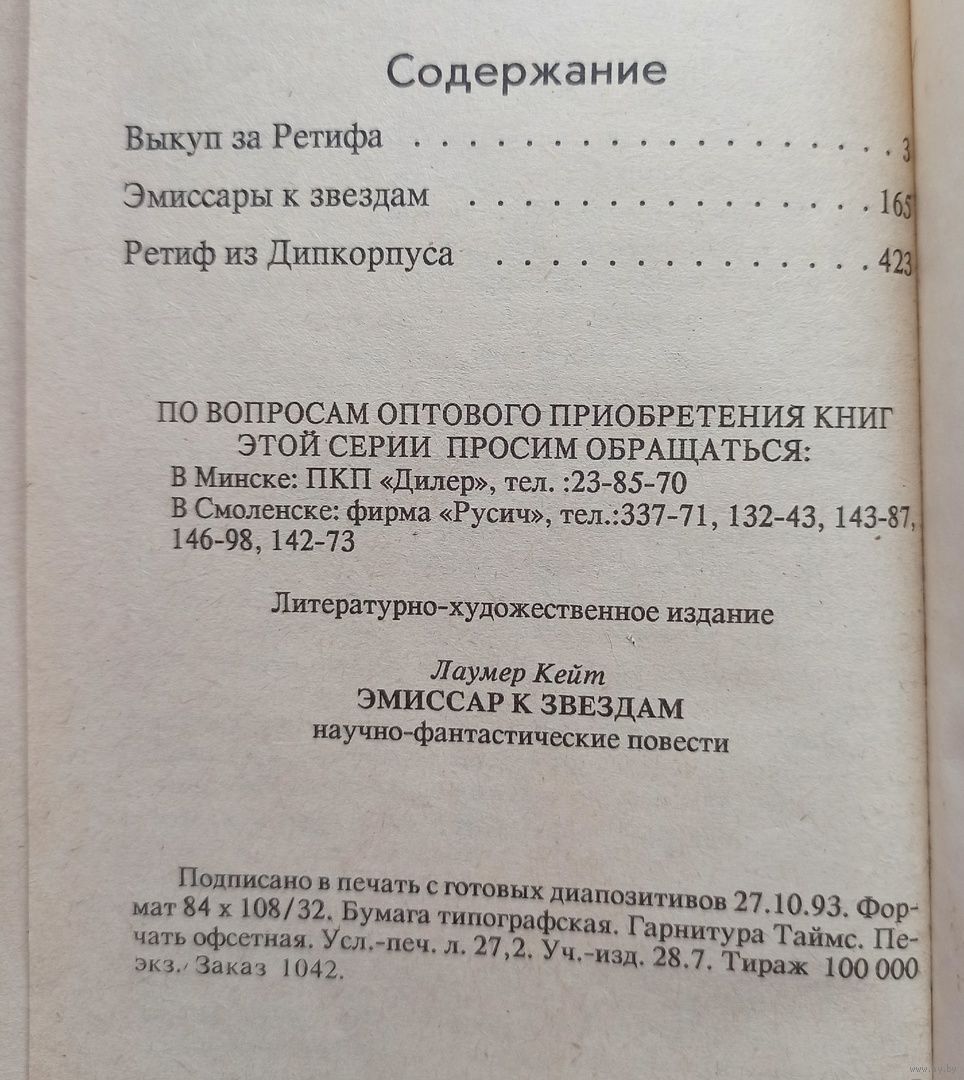 Содержание
Выкуп за Ретифа . . . . . . . . . . . . . . . . . . 3
Эмиссары к звездам . . . . . . . . . . . . . . . 165
Ретиф из Дипкорпуса . . . . . . . . . . . . . . 423
ПО ВОПРОСАМ ОПТОВОГО ПРИОБРЕТЕНИЯ КНИГ
ЭТОЙ СЕРИИ ПРОСИМ ОБРАЩАТЬСЯ:
В Минске: ПКП «Дилер», тел. :23-85-70
В Смоленске: фирма «Русич», тел.:337-71, 132-43, 143-87,
146-98, 142-73
Литературно-художественное издание
Лаумер Кейт
ЭМИССАР К ЗВЕЗДАМ
научно-фантастические повести
Подписано в печать с готовых диапозитивов 27.10.93. Фор-
мат 84 x 108/32. Бумага типографская. Гарнитура Таймс. Пе-
чать офсетная. Усл.-печ. л. 27,2. Уч.-изд. 28.7. Тираж 100 000
экз. Заказ 1042.